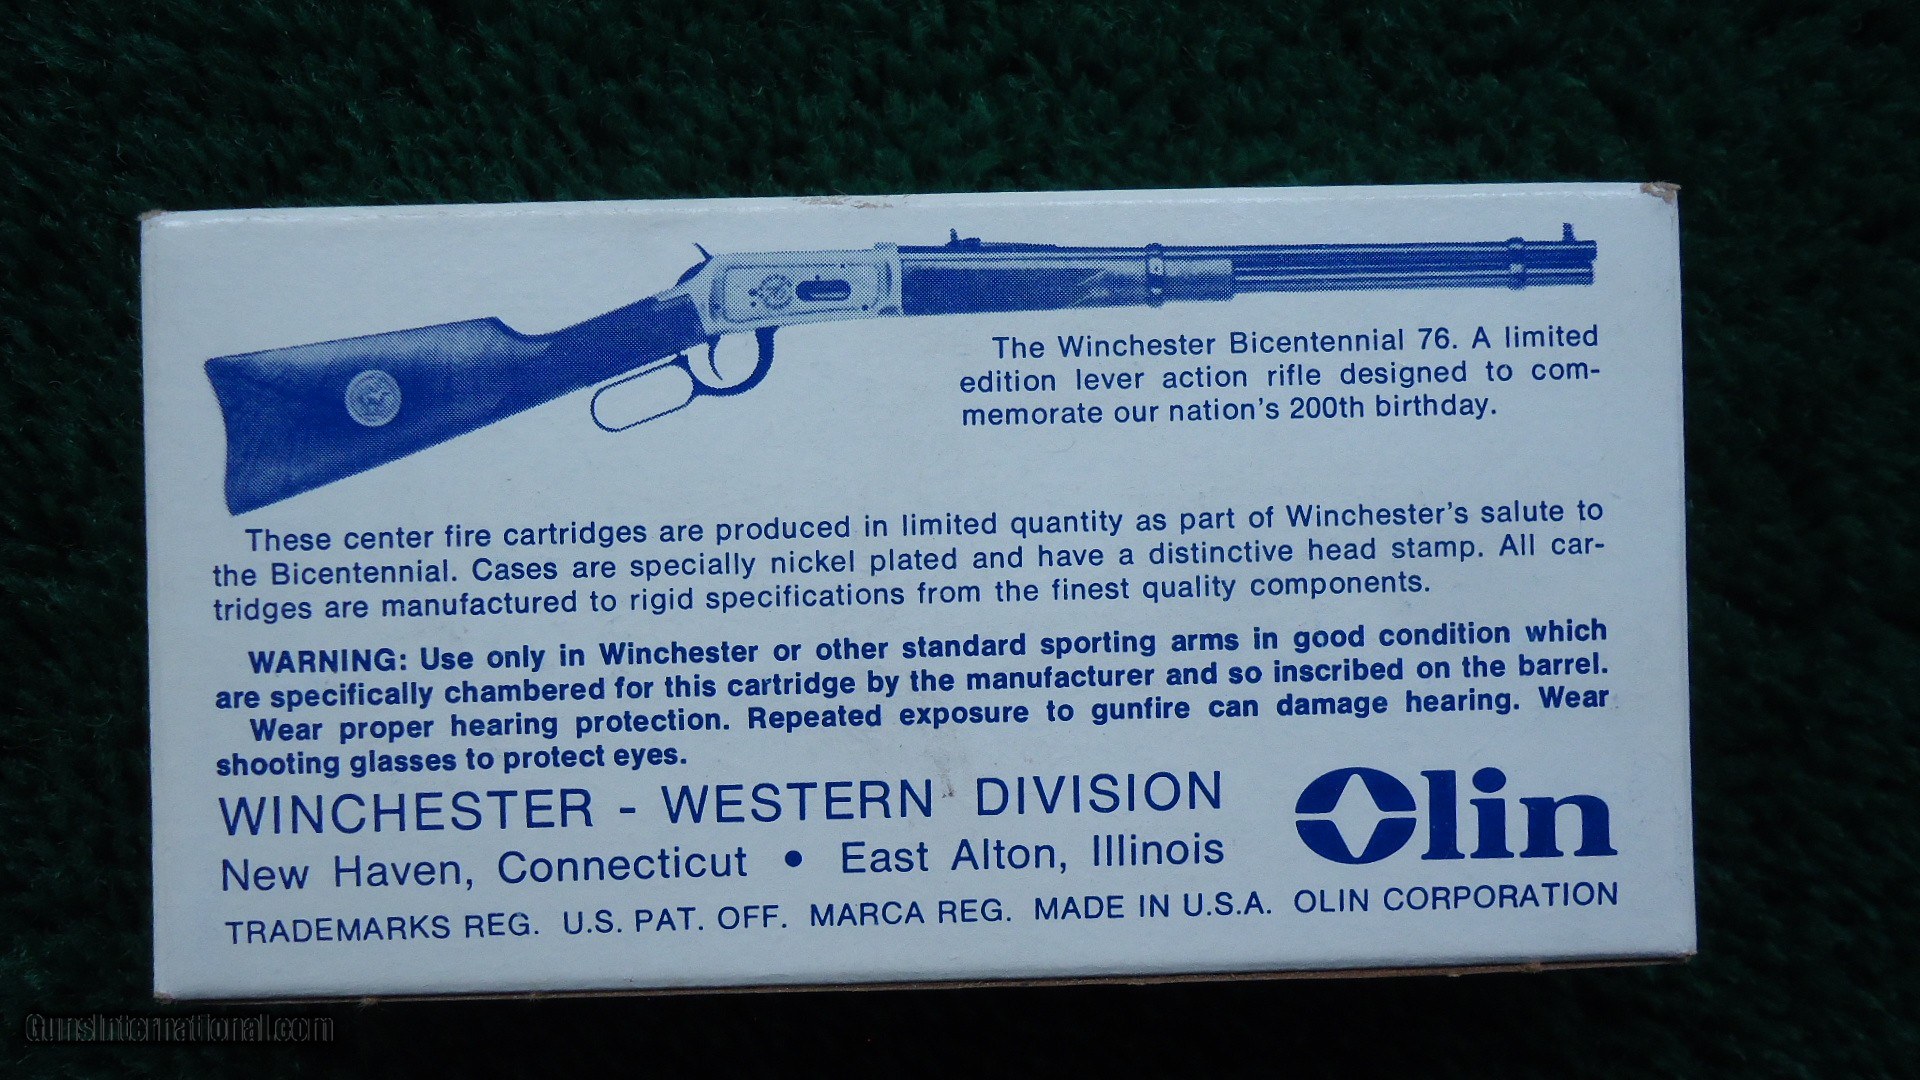 The Winchester Bicentennial 76. A limited
edition lever action rifle designed to com-
memorate our nation's 200th birthday.
These center fire cartridges are produced in limited quantity as part of Winchester's salute to
the Bicentennial. Cases are specially nickel plated and have a distinctive head stamp. All car-
tridges are manufactured to rigid specifications from the finest quality components.
WARNING: Use only in Winchester or other standard sporting arms in good condition which
are specifically chambered for this cartridge by the manufacturer and so inscribed on the barrel.
Wear proper hearing protection. Repeated exposure to gunfire can damage hearing. Wear
shooting glasses to protect eyes.
WINCHESTER - WESTERN DIVISION
New Haven, Connecticut • East Alton, Illinois
Olin
TRADEMARKS REG. U.S. PAT. OFF. MARCA REG. MADE IN U.S.A. OLIN CORPORATION
GunsInternational.com